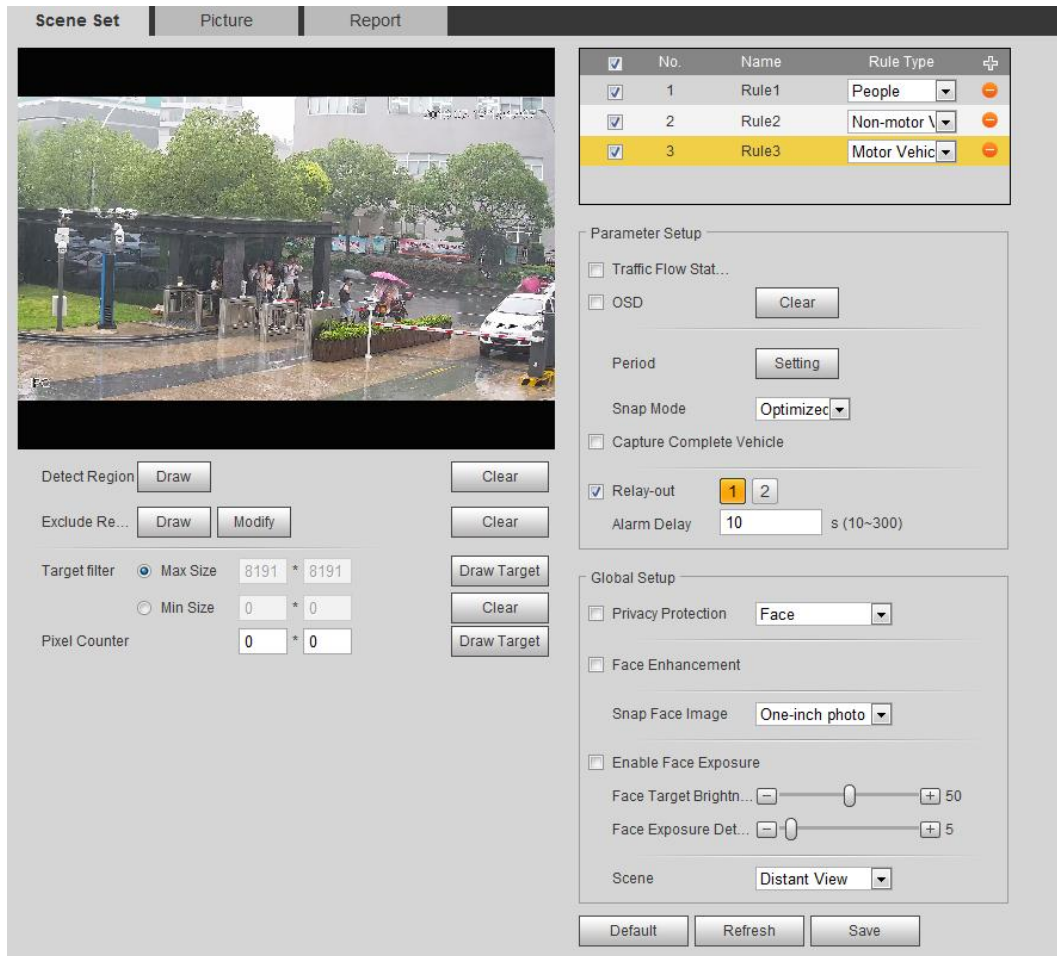 Scene Set Picture Report
No. Name Rule Type
1 Rule1 People
2 Rule2 Non-motor V
3 Rule3 Motor Vehic
IPC
Detect Region Draw Clear
Exclude Re... Draw Modify Clear
Target filter Max Size 8191 * 8191 Draw Target
Min Size 0 * 0 Clear
Pixel Counter 0 * 0 Draw Target
Parameter Setup
Traffic Flow Stat...
OSD Clear
Period Setting
Snap Mode Optimized
Capture Complete Vehicle
Relay-out 1 2
Alarm Delay 10 s (10~300)
Global Setup
Privacy Protection Face
Face Enhancement
Snap Face Image One-inch photo
Enable Face Exposure
Face Target Brightn... 50
Face Exposure Det... 5
Scene Distant View
Default Refresh Save